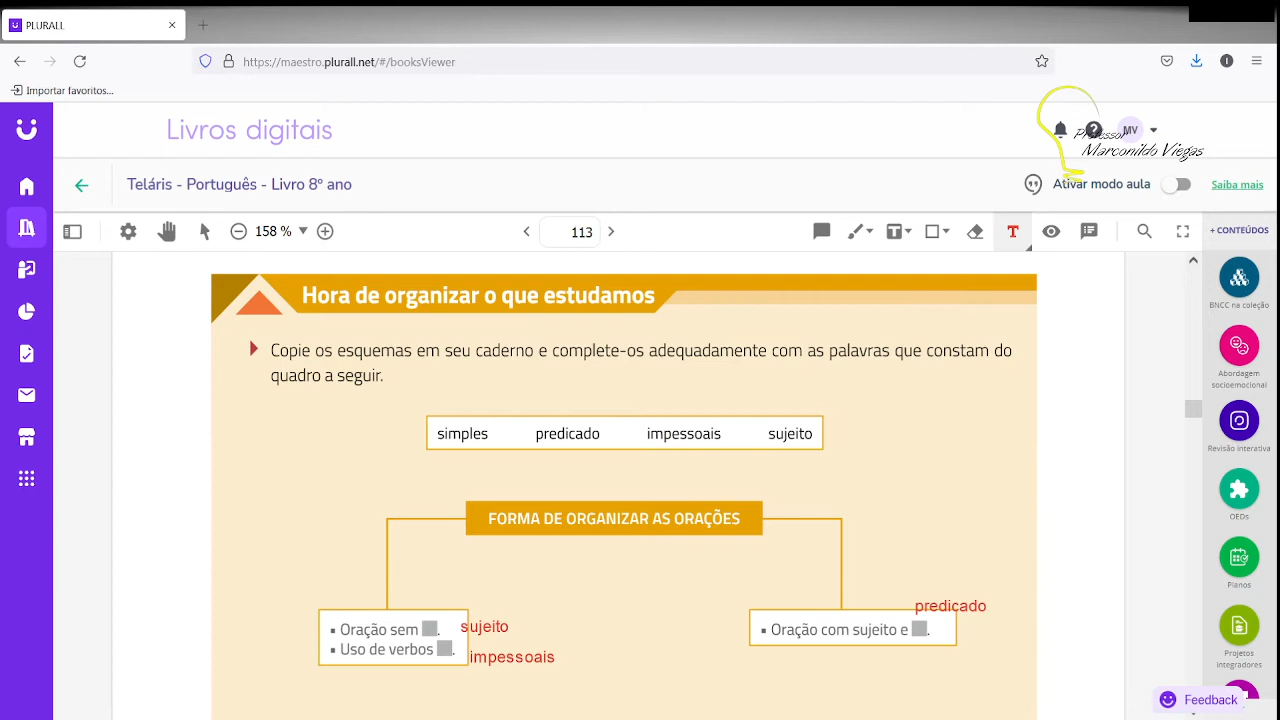 PLURALL
https://maestro.plurall.net/#/booksViewer
Importar favoritos...
Livros digitais
MV
Professor
Marconildo Viegas
Teláris - Português - Livro 8º ano
Ativar modo aula
Saiba mais
158 %
113
+ CONTEÚDOS
Hora de organizar o que estudamos
Copie os esquemas em seu caderno e complete-os adequadamente com as palavras que constam do
quadro a seguir.
simples predicado impessoais sujeito
FORMA DE ORGANIZAR AS ORAÇÕES
▪ Oração sem . sujeito
▪ Uso de verbos . impessoais
predicado
▪ Oração com sujeito e .
BNCC na coleção
Abordagem
socioemocional
Revisão interativa
OEDs
Planos
Projetos
integradores
Feedback